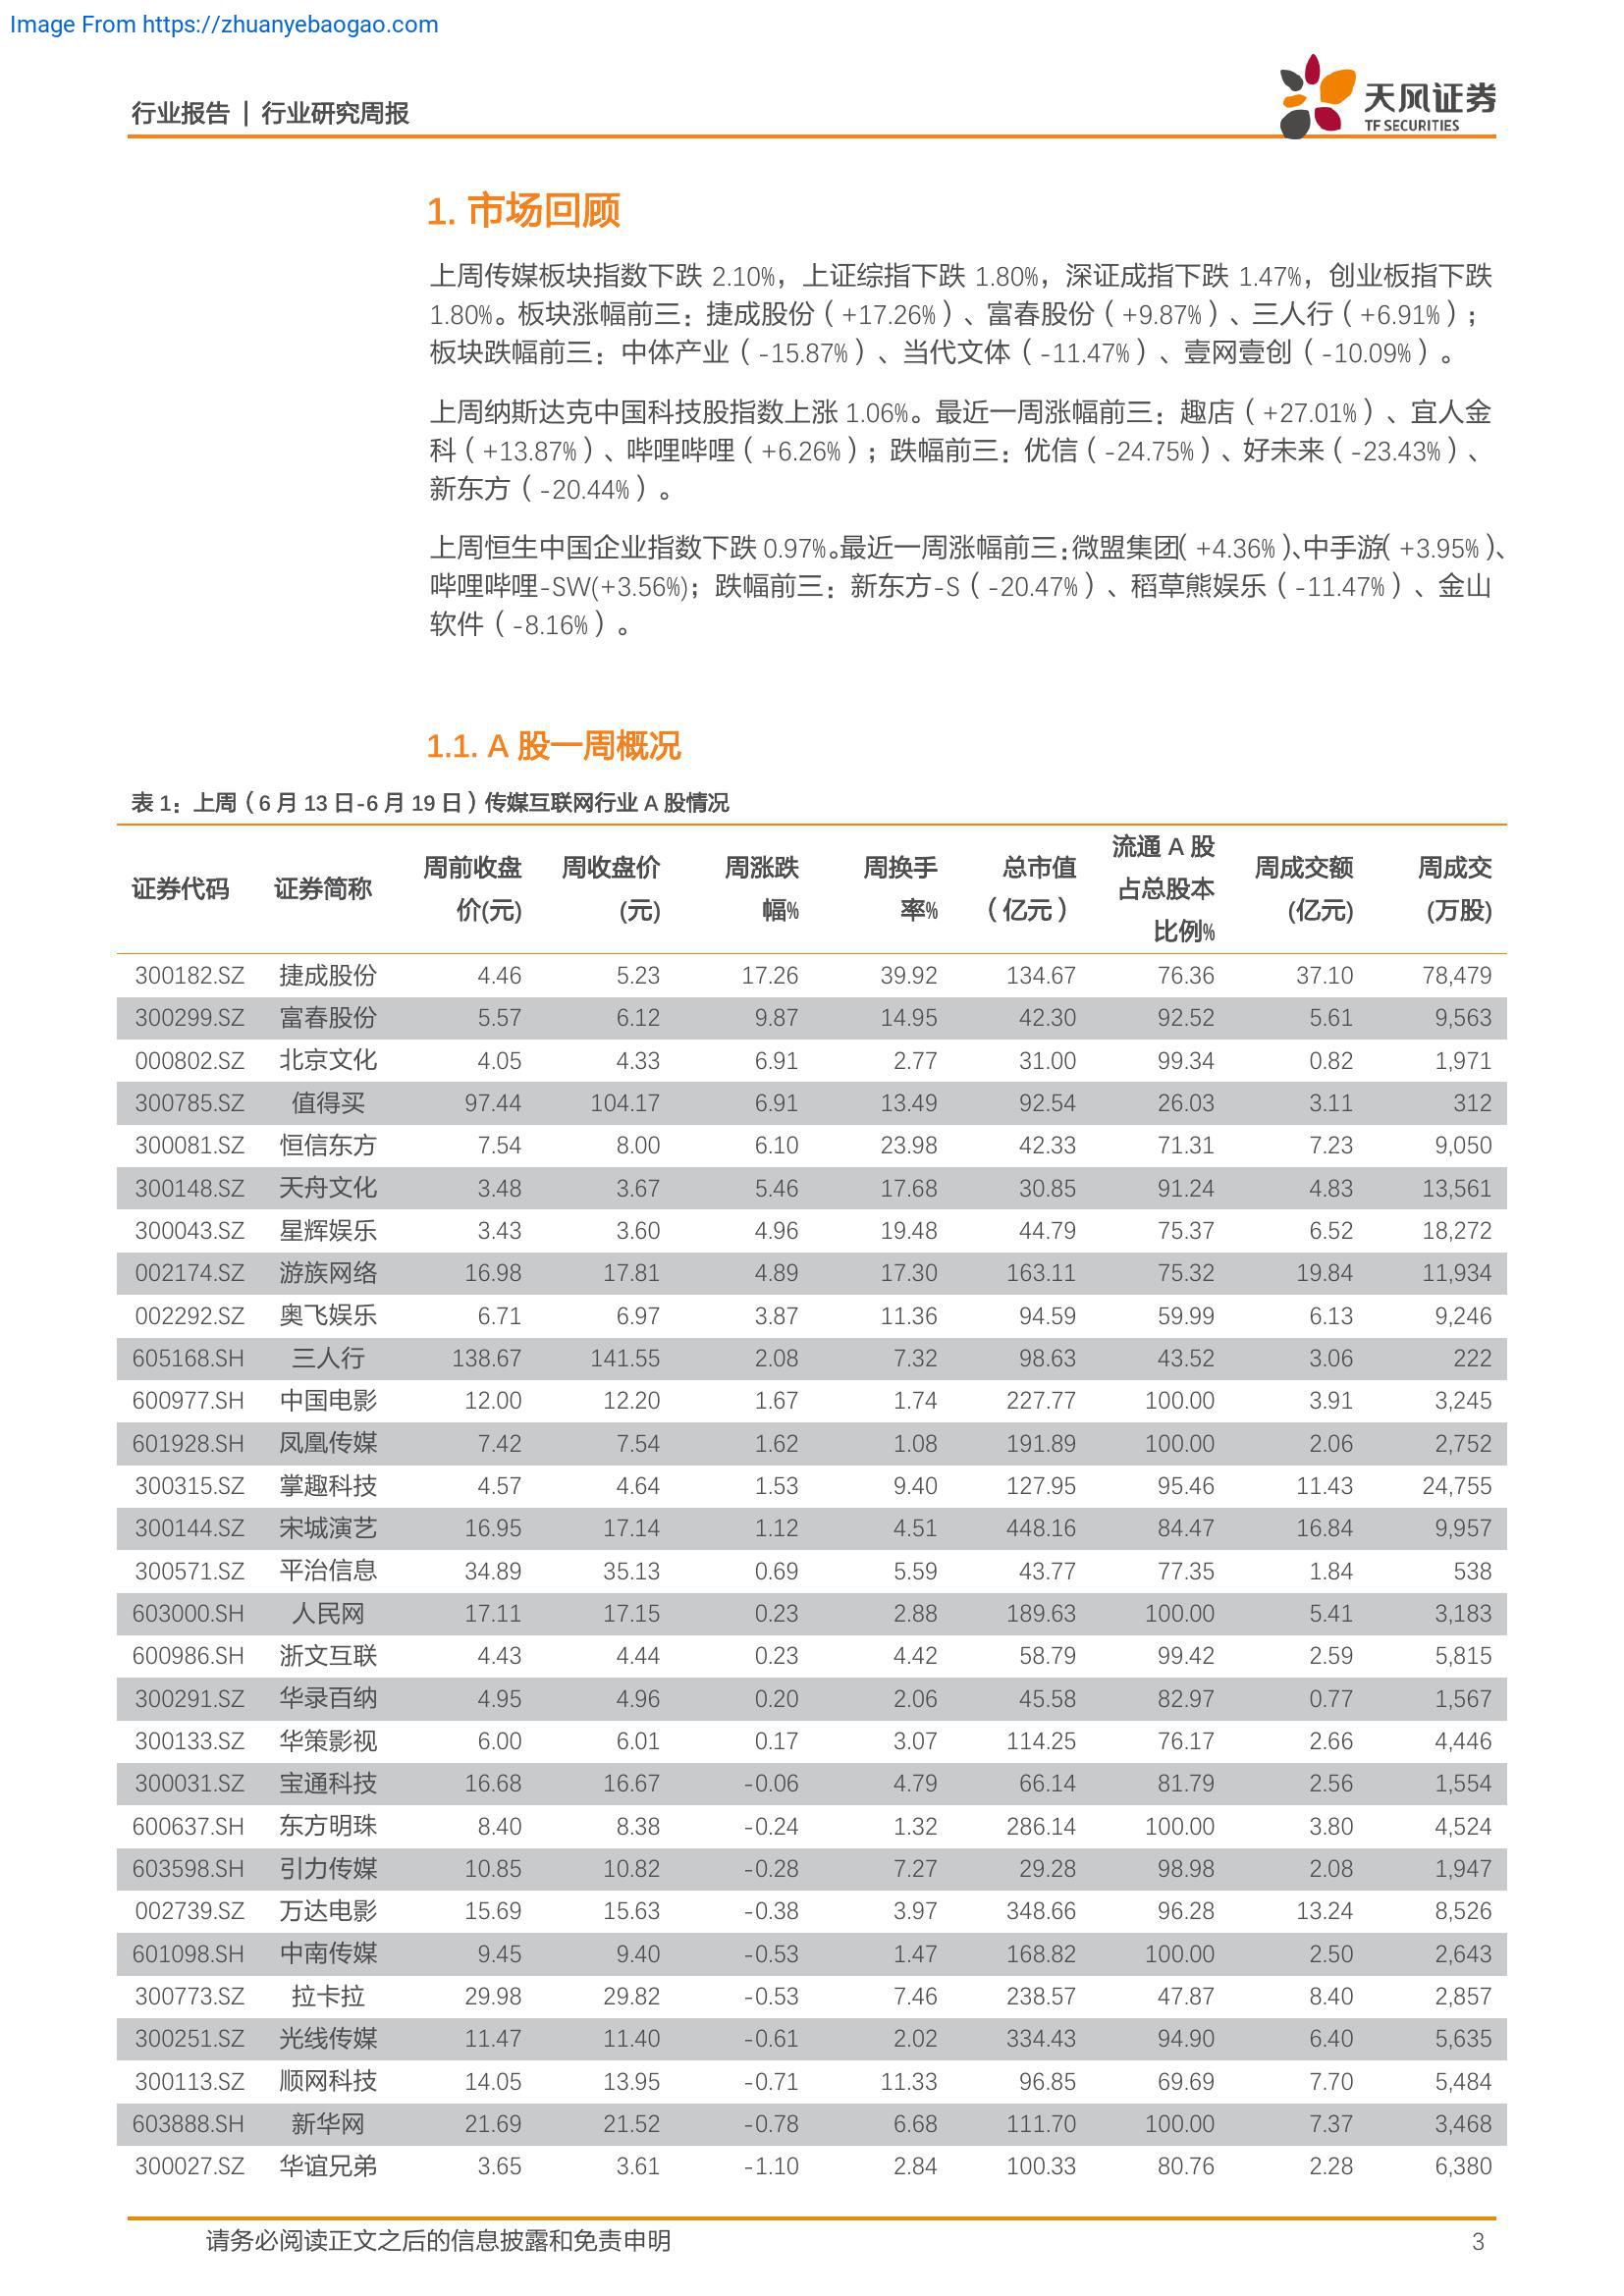 Image From https://zhuanyebaogao.com
行业报告 | 行业研究周报
天风证券
TF SECURITIES
1. 市场回顾
上周传媒板块指数下跌 2.10%，上证综指下跌 1.80%，深证成指下跌 1.47%，创业板指下跌
1.80%。板块涨幅前三：捷成股份（+17.26%）、富春股份（+9.87%）、三人行（+6.91%）；
板块跌幅前三：中体产业（-15.87%）、当代文体（-11.47%）、壹网壹创（-10.09%）。
上周纳斯达克中国科技股指数上涨 1.06%。最近一周涨幅前三：趣店（+27.01%）、宜人金
科（+13.87%）、哔哩哔哩（+6.26%）；跌幅前三：优信（-24.75%）、好未来（-23.43%）、
新东方（-20.44%）。
上周恒生中国企业指数下跌 0.97%。最近一周涨幅前三：微盟集团（+4.36%）、中手游（+3.95%）、
哔哩哔哩-SW(+3.56%)；跌幅前三：新东方-S（-20.47%）、稻草熊娱乐（-11.47%）、金山
软件（-8.16%）。
1.1. A 股一周概况
表 1：上周（6 月 13 日-6 月 19 日）传媒互联网行业 A 股情况
证券代码 证券简称 周前收盘价(元) 周收盘价(元) 周涨跌幅% 周换手率% 总市值（亿元） 流通 A 股占总股本比例% 周成交额(亿元) 周成交(万股)
300182.SZ 捷成股份 4.46 5.23 17.26 39.92 134.67 76.36 37.10 78,479
300299.SZ 富春股份 5.57 6.12 9.87 14.95 42.30 92.52 5.61 9,563
000802.SZ 北京文化 4.05 4.33 6.91 2.77 31.00 99.34 0.82 1,971
300785.SZ 值得买 97.44 104.17 6.91 13.49 92.54 26.03 3.11 312
300081.SZ 恒信东方 7.54 8.00 6.10 23.98 42.33 71.31 7.23 9,050
300148.SZ 天舟文化 3.48 3.67 5.46 17.68 30.85 91.24 4.83 13,561
300043.SZ 星辉娱乐 3.43 3.60 4.96 19.48 44.79 75.37 6.52 18,272
002174.SZ 游族网络 16.98 17.81 4.89 17.30 163.11 75.32 19.84 11,934
002292.SZ 奥飞娱乐 6.71 6.97 3.87 11.36 94.59 59.99 6.13 9,246
605168.SH 三人行 138.67 141.55 2.08 7.32 98.63 43.52 3.06 222
600977.SH 中国电影 12.00 12.20 1.67 1.74 227.77 100.00 3.91 3,245
601928.SH 凤凰传媒 7.42 7.54 1.62 1.08 191.89 100.00 2.06 2,752
300315.SZ 掌趣科技 4.57 4.64 1.53 9.40 127.95 95.46 11.43 24,755
300144.SZ 宋城演艺 16.95 17.14 1.12 4.51 448.16 84.47 16.84 9,957
300571.SZ 平治信息 34.89 35.13 0.69 5.59 43.77 77.35 1.84 538
603000.SH 人民网 17.11 17.15 0.23 2.88 189.63 100.00 5.41 3,183
600986.SH 浙文互联 4.43 4.44 0.23 4.42 58.79 99.42 2.59 5,815
300291.SZ 华录百纳 4.95 4.96 0.20 2.06 45.58 82.97 0.77 1,567
300133.SZ 华策影视 6.00 6.01 0.17 3.07 114.25 76.17 2.66 4,446
300031.SZ 宝通科技 16.68 16.67 -0.06 4.79 66.14 81.79 2.56 1,554
600637.SH 东方明珠 8.40 8.38 -0.24 1.32 286.14 100.00 3.80 4,524
603598.SH 引力传媒 10.85 10.82 -0.28 7.27 29.28 98.98 2.08 1,947
002739.SZ 万达电影 15.69 15.63 -0.38 3.97 348.66 96.28 13.24 8,526
601098.SH 中南传媒 9.45 9.40 -0.53 1.47 168.82 100.00 2.50 2,643
300773.SZ 拉卡拉 29.98 29.82 -0.53 7.46 238.57 47.87 8.40 2,857
300251.SZ 光线传媒 11.47 11.40 -0.61 2.02 334.43 94.90 6.40 5,635
300113.SZ 顺网科技 14.05 13.95 -0.71 11.33 96.85 69.69 7.70 5,484
603888.SH 新华网 21.69 21.52 -0.78 6.68 111.70 100.00 7.37 3,468
300027.SZ 华谊兄弟 3.65 3.61 -1.10 2.84 100.33 80.76 2.28 6,380
请务必阅读正文之后的信息披露和免责申明 3